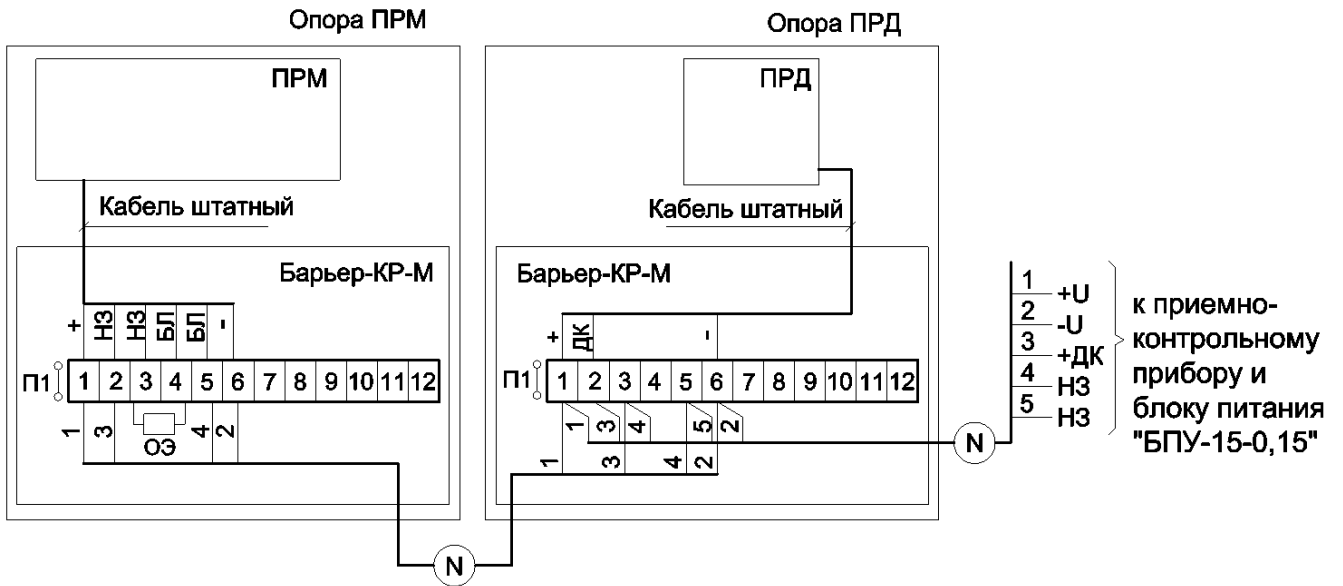 Опора ПРМ
Опора ПРД
ПРМ
ПРД
Кабель штатный
Кабель штатный
Барьер-КР-М
Барьер-КР-М
+ НЗ НЗ БЛ БЛ -
+ ДК -
П1 1 2 3 4 5 6 7 8 9 10 11 12
П1 1 2 3 4 5 6 7 8 9 10 11 12
1 3 ОЭ 4 2
1 3 4 5 2
1 3 4 2
N
N
1 +U
2 -U
3 +ДК
4 НЗ
5 НЗ
к приемно-
контрольному
прибору и
блоку питания
"БПУ-15-0,15"